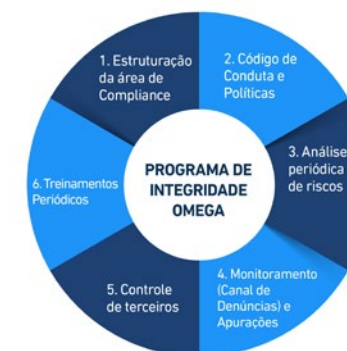 1. Estruturação
da área de
Compliance
2. Código de
Conduta e
Políticas
3. Análise
periódica
de riscos
4. Monitoramento
(Canal de
Denúncias) e
Apurações
5. Controle
de terceiros
6. Treinamentos
Periódicos
PROGRAMA DE
INTEGRIDADE
OMEGA